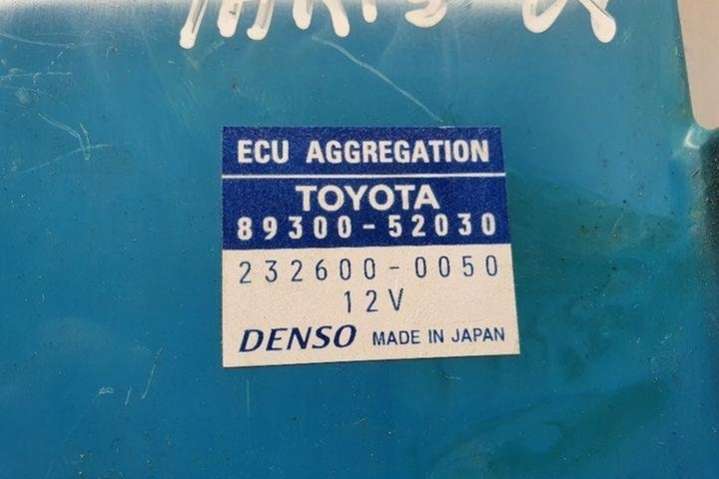 ECU AGGREGATION
TOYOTA
89300-52030
232600-0050
12V
DENSO MADE IN JAPAN